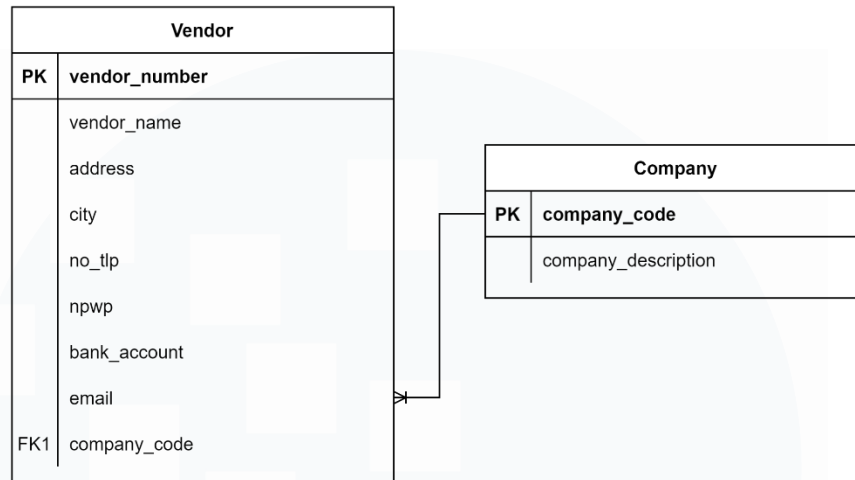 Vendor
PK vendor_number
vendor_name
address
city
no_tlp
npwp
bank_account
email
FK1 company_code
Company
PK company_code
company_description